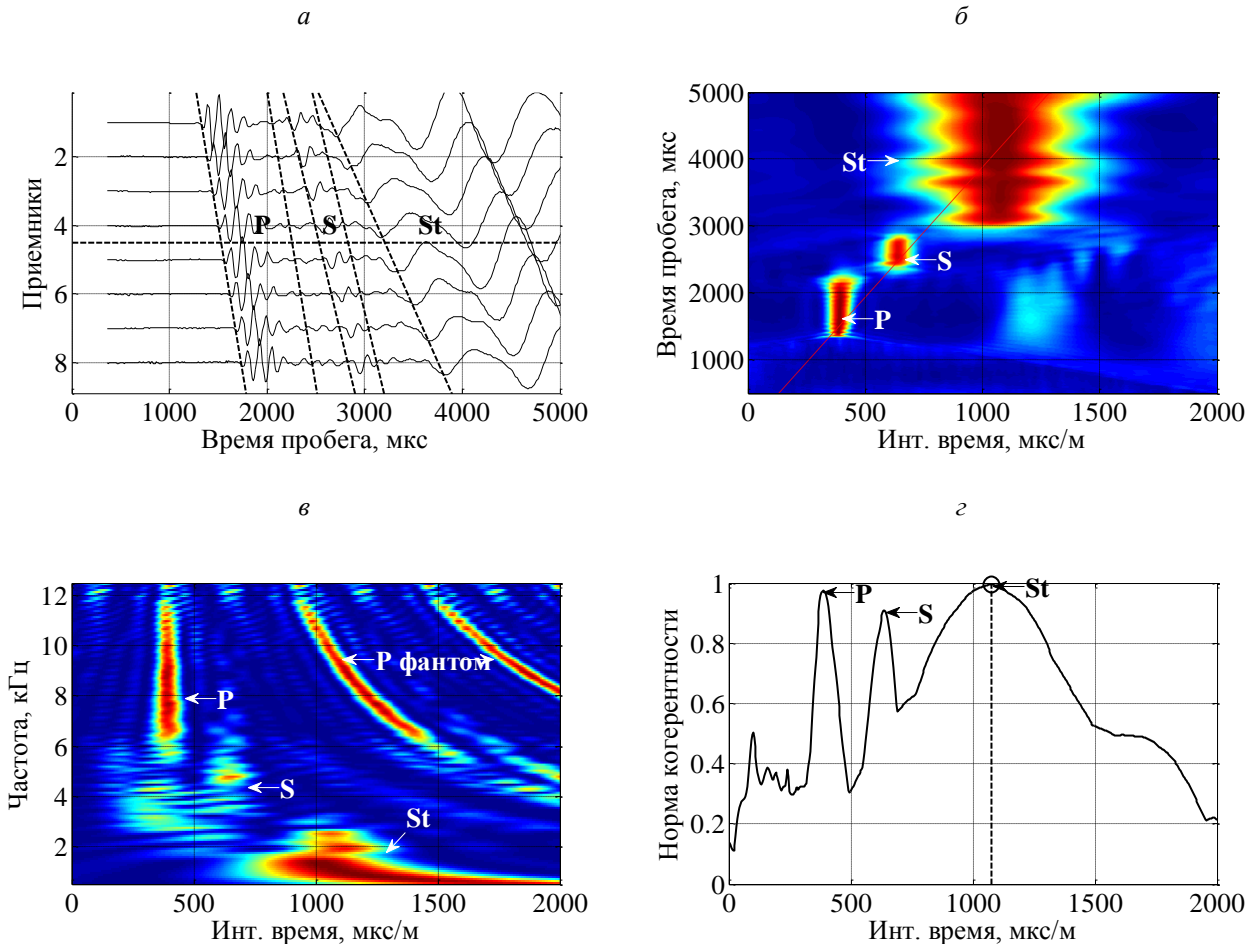 а
Приемники
2
4
6
8
P
S
St
0
1000
2000
3000
4000
5000
Время пробега, мкс
б
Время пробега, мкс
5000
4000
3000
2000
1000
St
S
P
0
500
1000
1500
2000
Инт. время, мкс/м
в
Частота, кГц
12
10
8
6
4
2
P фантом
P
S
St
0
500
1000
1500
2000
Инт. время, мкс/м
г
Норма когерентности
1
0.8
0.6
0.4
0.2
0
P
S
St
0
500
1000
1500
2000
Инт. время, мкс/м